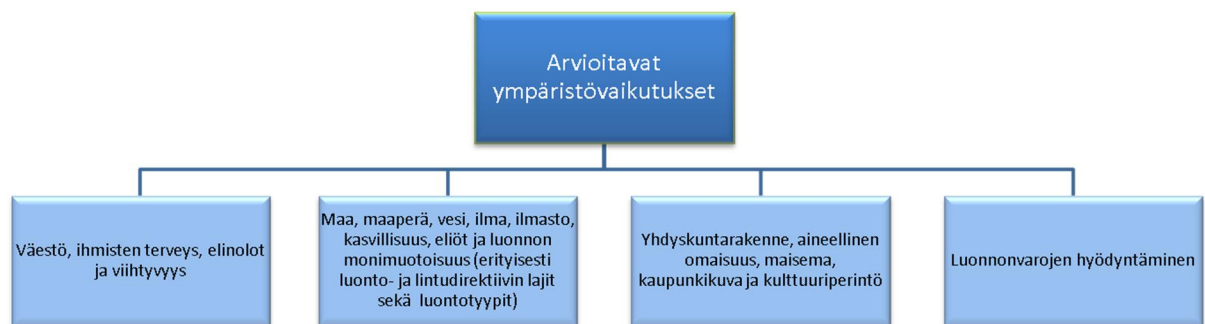 Arvioitavat
ympäristövaikutukset
Väestö, ihmisten terveys, elinolot
ja viihtyvyys
Maa, maaperä, vesi, ilma, ilmasto,
kasvillisuus, eliöt ja luonnon
monimuotoisuus (erityisesti
luonto- ja lintudirektiivin lajit
sekä luontotyypit)
Yhdyskuntarakenne, aineellinen
omaisuus, maisema,
kaupunkikuva ja kulttuuriperintö
Luonnonvarojen hyödyntäminen